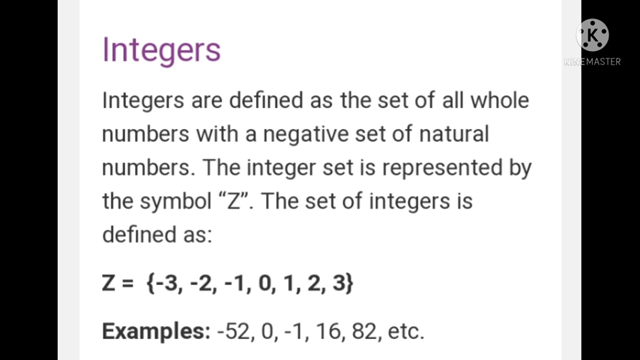 Integers
Integers are defined as the set of all whole
numbers with a negative set of natural
numbers. The integer set is represented by
the symbol “Z”. The set of integers is
defined as:
Z = {-3, -2, -1, 0, 1, 2, 3}
Examples: -52, 0, -1, 16, 82, etc.
K
KINEMASTER